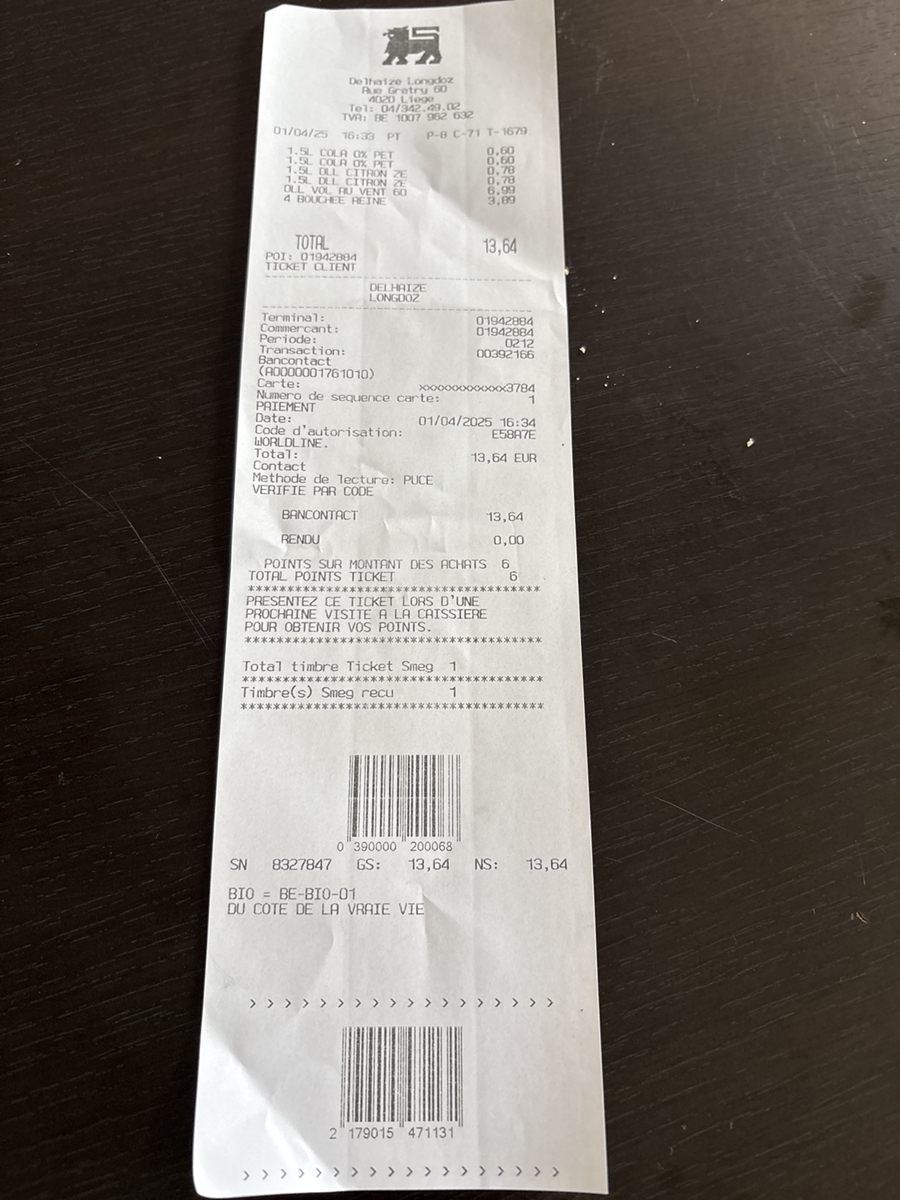 Delhaize Longdoz
Rue Gretry 60
4020 Liege
Tel: 04/342.49.02
TVA: BE 1007 962 632
01/04/25 16:33 PT P-8 C-71 T-1679
1.5L COLA 0% PET 0,60
1.5L COLA 0% PET 0,60
1.5L DLL CITRON ZE 0,78
1.5L DLL CITRON ZE 0,78
DLL VOL AU VENT 60 6,99
4 BOUCHEE REINE 3,89
TOTAL 13,64
POI: 01942884
TICKET CLIENT
DELHAIZE
LONGDOZ
Terminal: 01942884
Commercant: 01942884
Periode: 0212
Transaction: 00392166
Bancontact
(A0000001761010)
Carte: xxxxxxxxxxxxx3784
Numero de sequence carte: 1
PAIEMENT
Date: 01/04/2025 16:34
Code d'autorisation: E58A7E
WORLDLINE.
Total: 13,64 EUR
Contact
Methode de lecture: PUCE
VERIFIE PAR CODE
BANCONTACT 13,64
RENDU 0,00
POINTS SUR MONTANT DES ACHATS 6
TOTAL POINTS TICKET 6
****************************************
PRESENTEZ CE TICKET LORS D'UNE
PROCHAINE VISITE A LA CAISSIERE
POUR OBTENIR VOS POINTS.
****************************************
Total timbre Ticket Smeg 1
****************************************
Timbre(s) Smeg recu 1
****************************************
0 390000 200068
SN 8327847 GS: 13,64 NS: 13,64
BIO = BE-BIO-01
DU COTE DE LA VRAIE VIE
> > > > > > > > > > > > > > > > > >
2 179015 471131
> > > > > > > > > > > > > > > > > > >